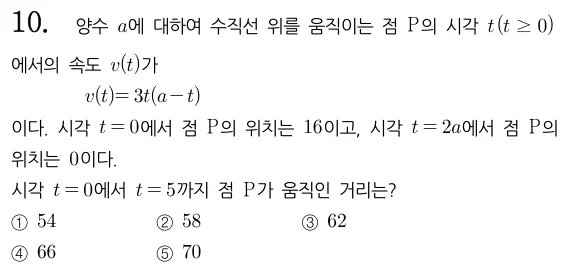 10. 양수 a에 대하여 수직선 위를 움직이는 점 P의 시각 t(t ≥ 0)
에서의 속도 v(t)가
v(t)=3t(a-t)
이다. 시각 t=0에서 점 P의 위치는 16이고, 시각 t=2a에서 점 P의
위치는 0이다.
시각 t=0에서 t=5까지 점 P가 움직인 거리는?
① 54 ② 58 ③ 62
④ 66 ⑤ 70